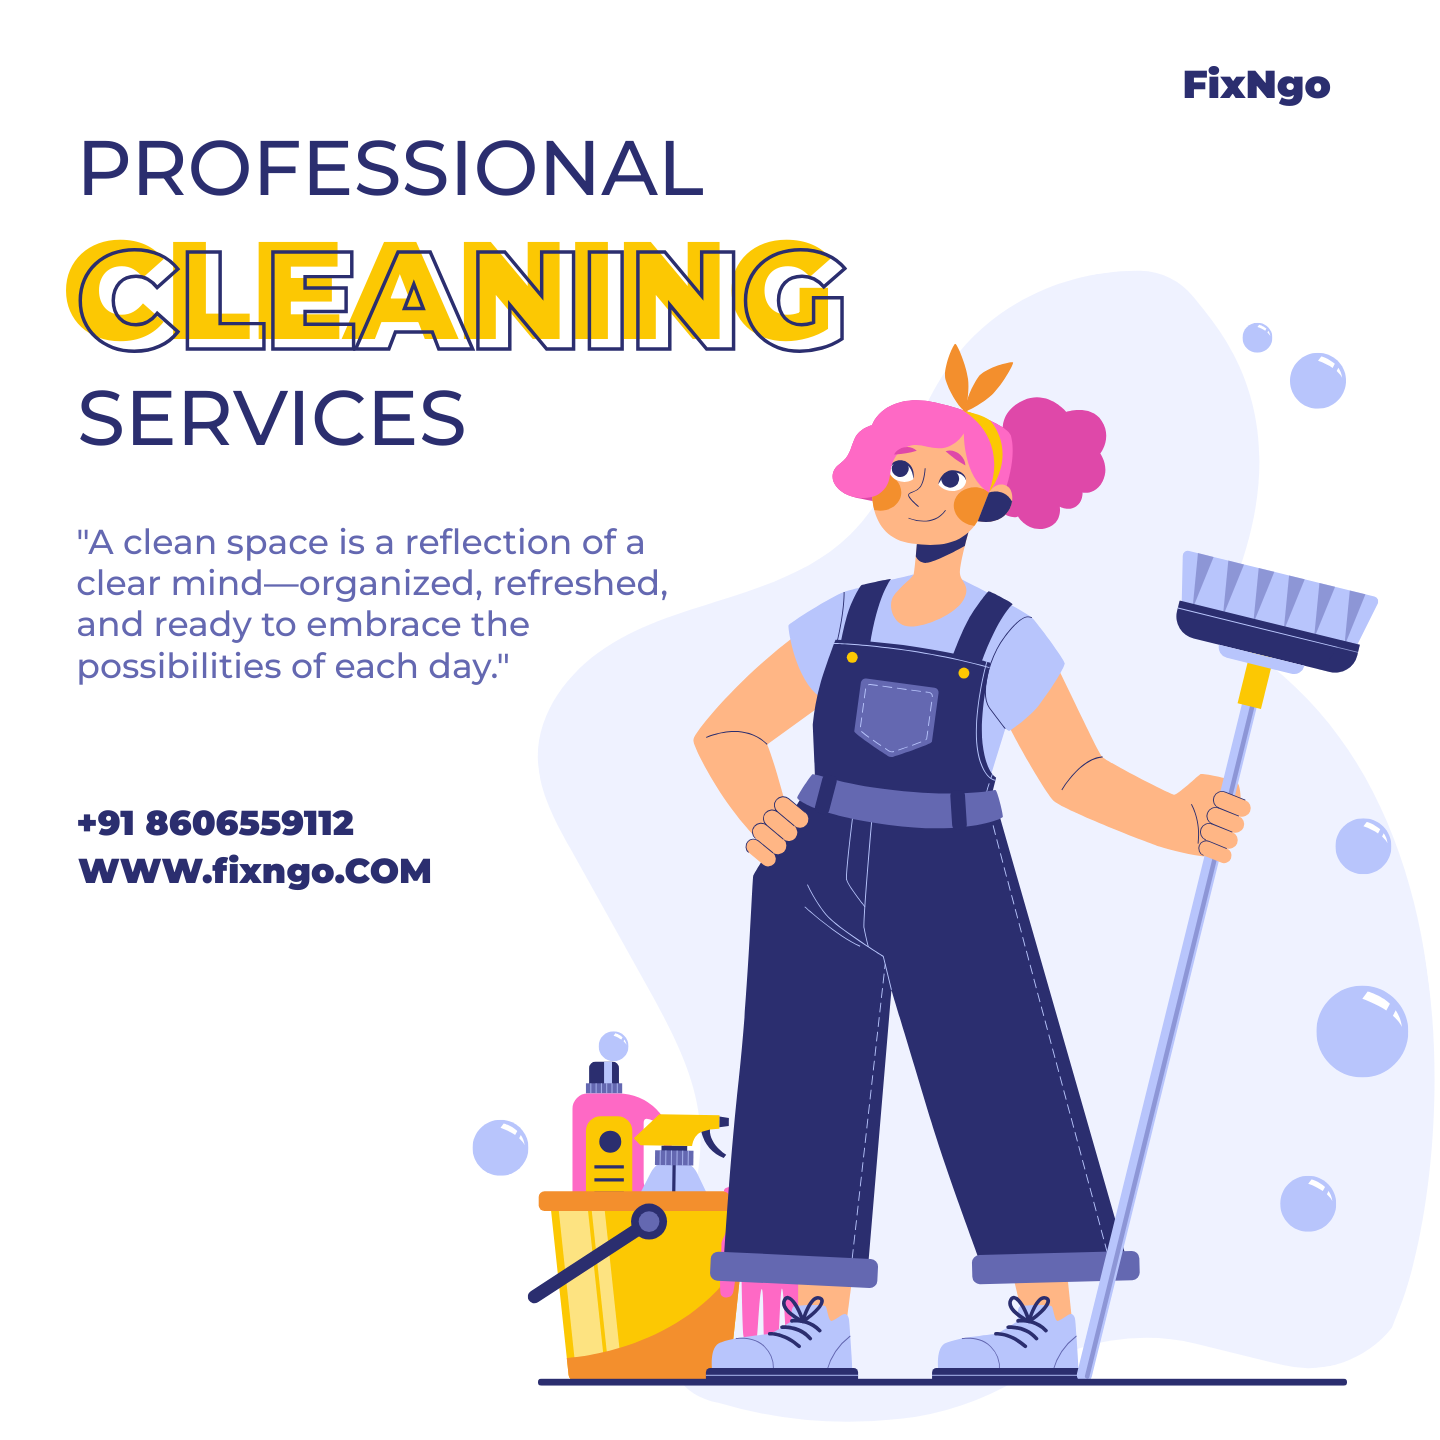 FixNgo
PROFESSIONAL
CLEANING
SERVICES
"A clean space is a reflection of a
clear mind—organized, refreshed,
and ready to embrace the
possibilities of each day."
+91 8606559112
WWW.fixngo.COM